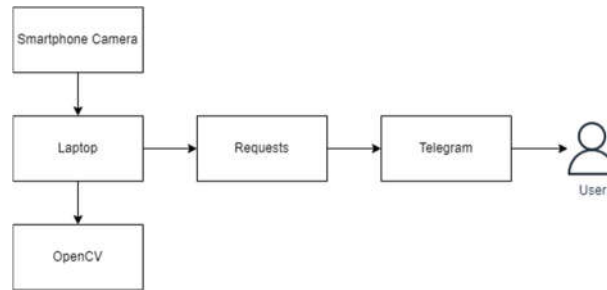 Smartphone Camera
Laptop
Requests
Telegram
User
OpenCV